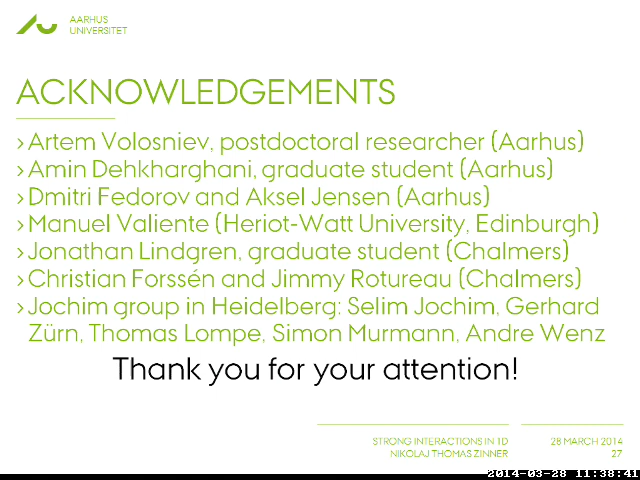 AARHUS
UNIVERSITET
ACKNOWLEDGEMENTS
› Artem Volosniev, postdoctoral researcher (Aarhus)
› Amin Dehkharghani, graduate student (Aarhus)
› Dmitri Fedorov and Aksel Jensen (Aarhus)
› Manuel Valiente (Heriot-Watt University, Edinburgh)
› Jonathan Lindgren, graduate student (Chalmers)
› Christian Forssén and Jimmy Rotureau (Chalmers)
› Jochim group in Heidelberg: Selim Jochim, Gerhard
Zürn, Thomas Lompe, Simon Murmann, Andre Wenz
Thank you for your attention!
STRONG INTERACTIONS IN 1D
NIKOLAJ THOMAS ZINNER
28 MARCH 2014
27
2014-03-28 11:38:41